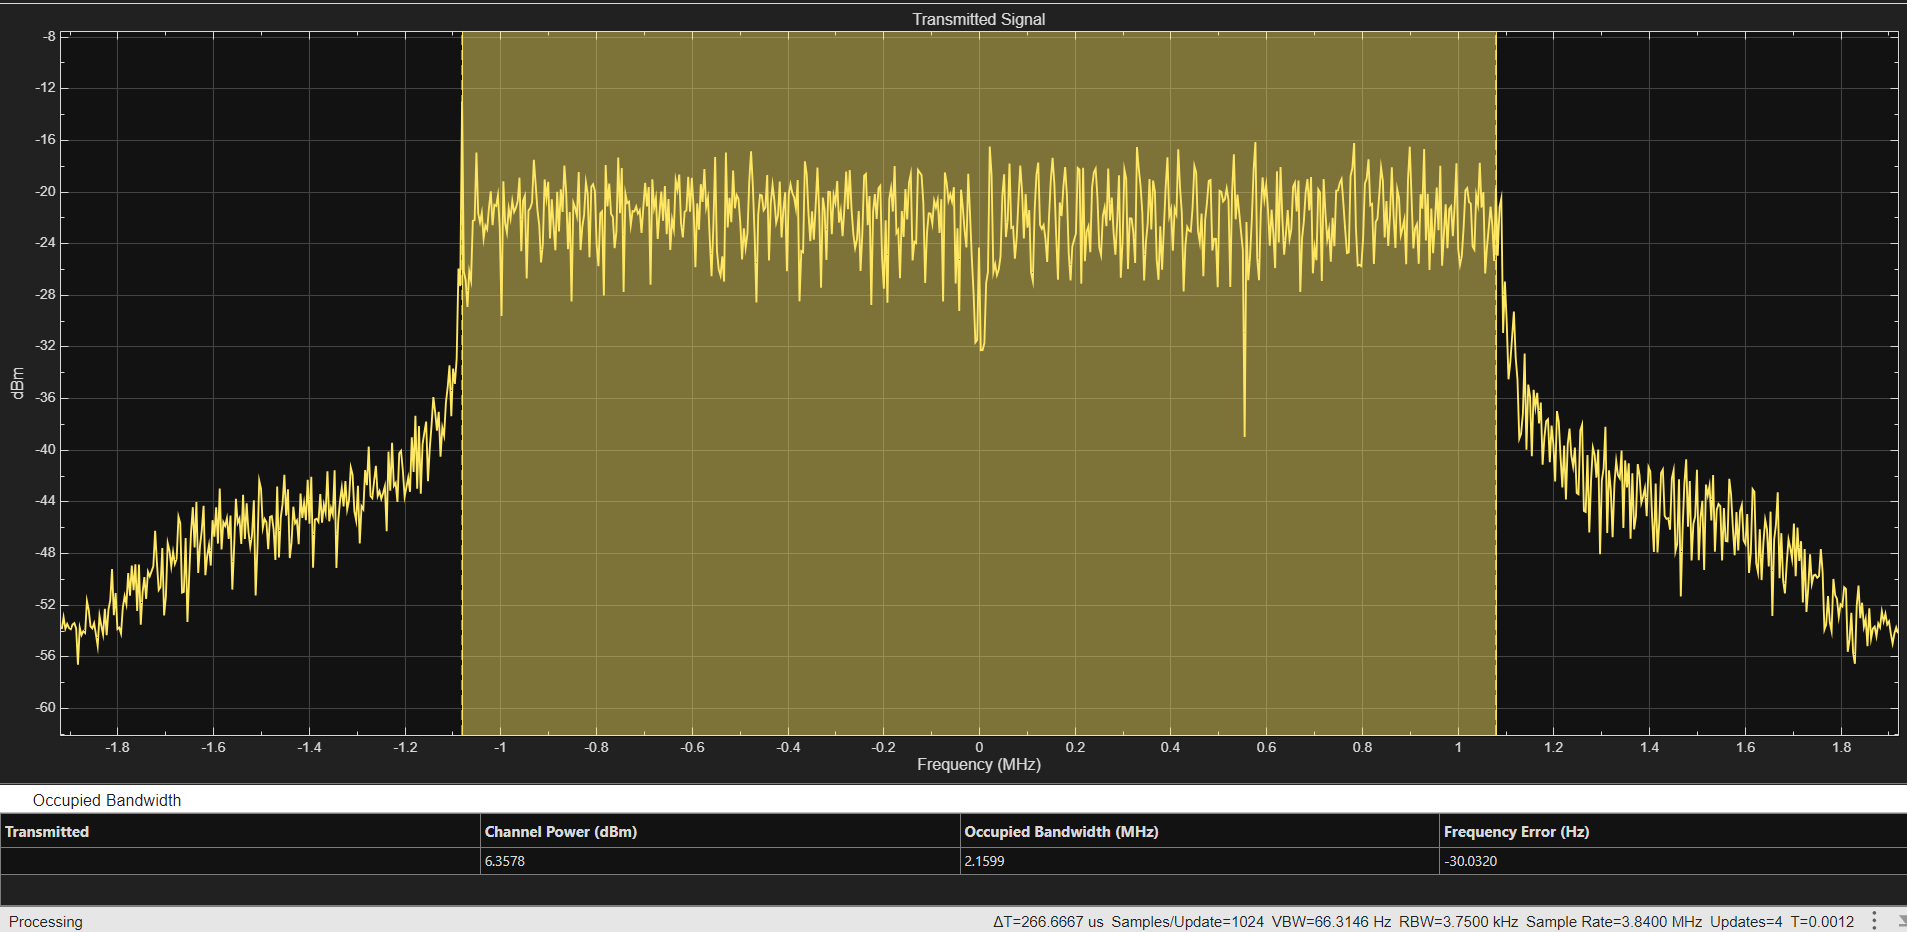 Transmitted Signal
-8
-12
-16
-20
-24
-28
-32
-36
-40
-44
-48
-52
-56
-60
dBm
-1.8 -1.6 -1.4 -1.2 -1 -0.8 -0.6 -0.4 -0.2 0 0.2 0.4 0.6 0.8 1 1.2 1.4 1.6 1.8
Frequency (MHz)
Occupied Bandwidth
Transmitted Channel Power (dBm) Occupied Bandwidth (MHz) Frequency Error (Hz)
6.3578 2.1599 -30.0320
Processing ΔT=266.6667 us Samples/Update=1024 VBW=66.3146 Hz RBW=3.7500 kHz Sample Rate=3.8400 MHz Updates=4 T=0.0012